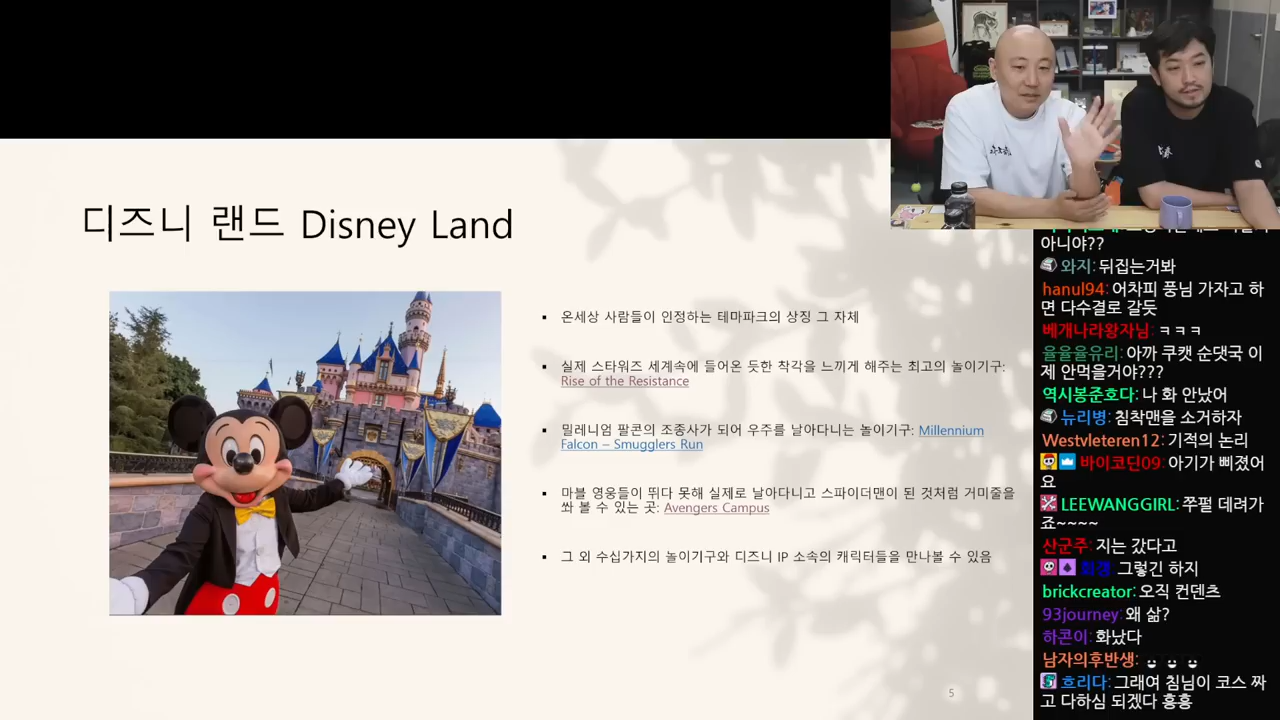 디즈니 랜드 Disney Land
▪ 온세상 사람들이 인정하는 테마파크의 상징 그 자체
▪ 실제 스타워즈 세계속에 들어온 듯한 착각을 느끼게 해주는 최고의 놀이기구:
Rise of the Resistance
▪ 밀레니엄 팔콘의 조종사가 되어 우주를 날아다니는 놀이기구: Millennium
Falcon – Smugglers Run
▪ 마블 영웅들이 뛰다 못해 실제로 날아다니고 스파이더맨이 된 것처럼 거미줄을
쏴 볼 수 있는 곳: Avengers Campus
▪ 그 외 수십가지의 놀이기구와 디즈니 IP 소속의 캐릭터들을 만나볼 수 있음
5
아니야??
와지: 뒤집는거봐
hanul94: 어차피 풍님 가자고 하
면 다수결로 갈듯
베개나라왕자님: ㅋㅋㅋ
율율율유리: 아까 쿠캣 순댓국 이
제 안먹을거야???
역시봉준호다: 나 화 안났어
뉴리병: 침착맨을 소거하자
Westvleteren12: 기적의 논리
바이코딘09: 아기가 삐졌어
요
LEEWANGGIRL: 쭈펄 데려가
죠~~~~
산군주: 지는 갔다고
그렇긴 하지
brickcreator: 오직 컨덴츠
93journey: 왜 삶?
하콘이: 화났다
남자의후반생:
흐리다: 그래여 침님이 코스 짜
고 다하심 되겠다 흥흥